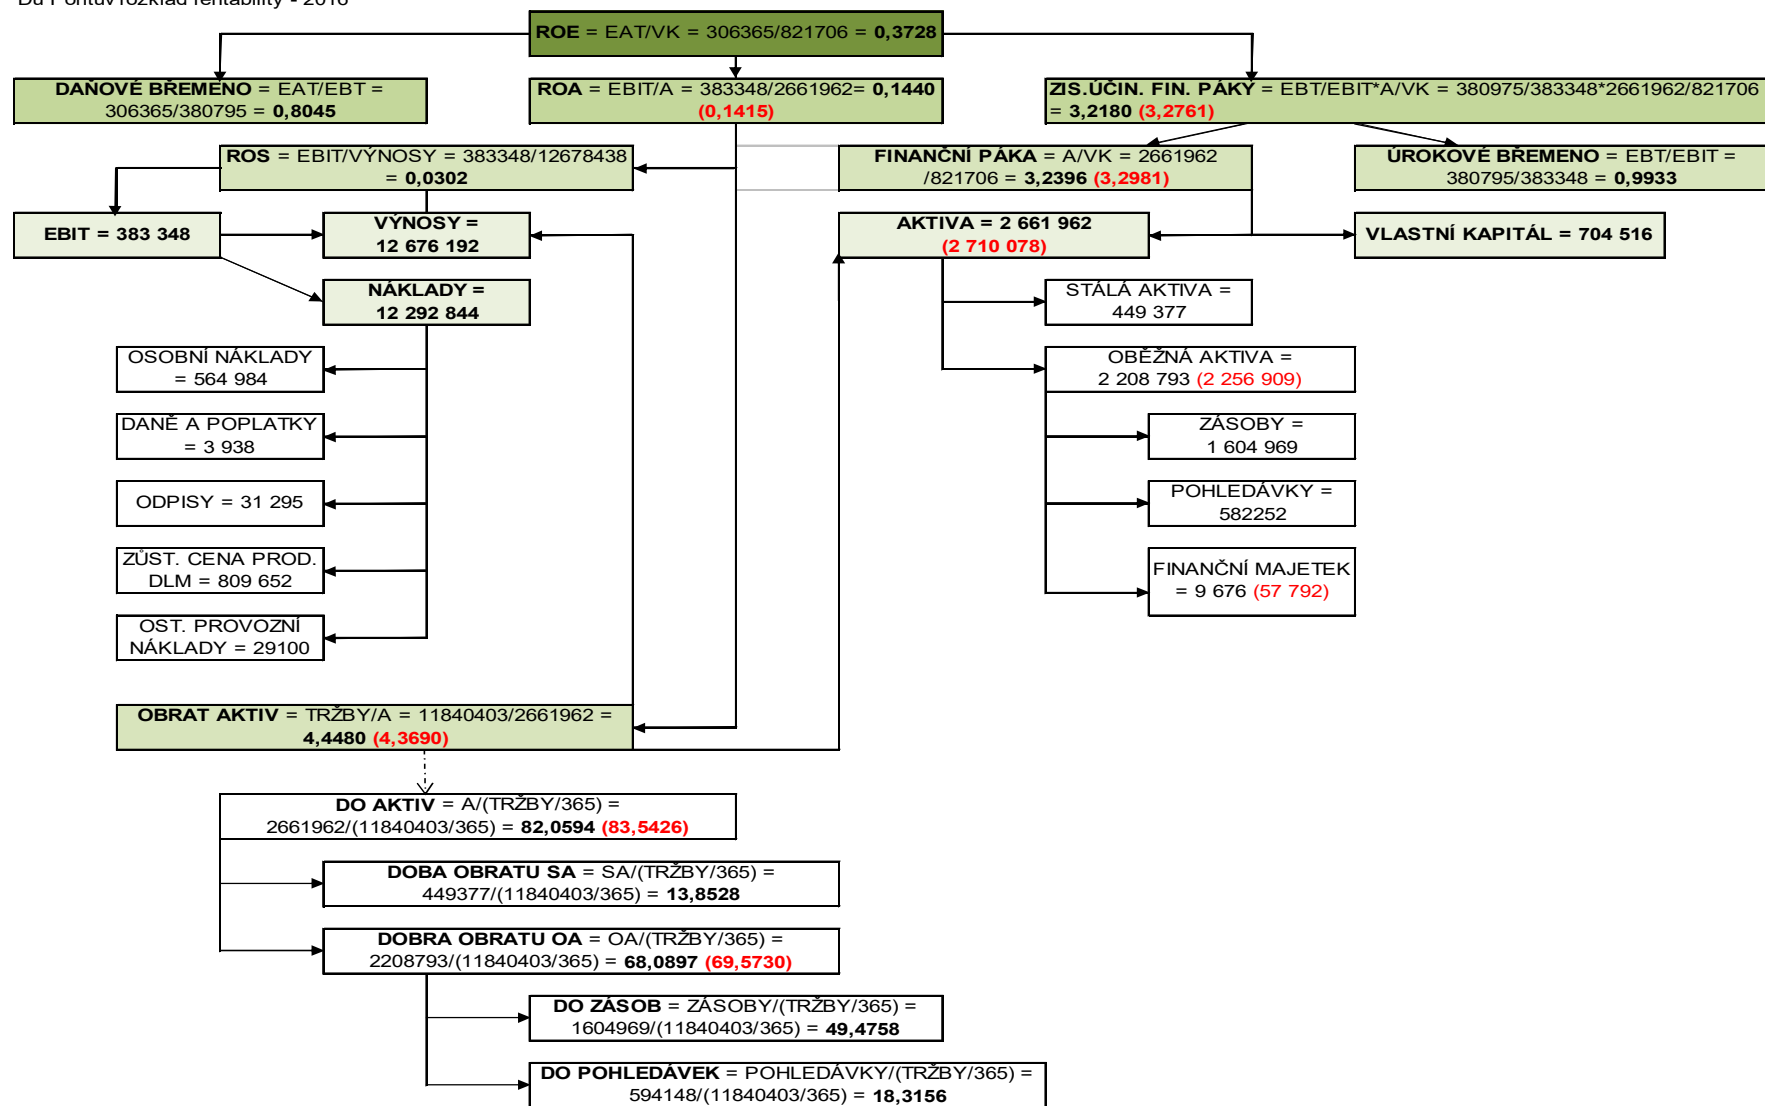 Du Pontův rozklad rentability - 2016
ROE = EAT/VK = 306365/821706 = 0,3728
DAŇOVÉ BŘEMENO = EAT/EBT =
306365/380795 = 0,8045
ROA = EBIT/A = 383348/2661962= 0,1440
(0,1415)
ZIS.ÚČIN. FIN. PÁKY = EBT/EBIT*A/VK = 380975/383348*2661962/821706
= 3,2180 (3,2761)
ROS = EBIT/VÝNOSY = 383348/12678438
= 0,0302
FINANČNÍ PÁKA = A/VK = 2661962
/821706 = 3,2396 (3,2981)
ÚROKOVÉ BŘEMENO = EBT/EBIT =
380795/383348 = 0,9933
EBIT = 383 348
VÝNOSY =
12 676 192
AKTIVA = 2 661 962
(2 710 078)
VLASTNÍ KAPITÁL = 704 516
NÁKLADY =
12 292 844
STÁLÁ AKTIVA =
449 377
OSOBNÍ NÁKLADY
= 564 984
OBĚŽNÁ AKTIVA =
2 208 793 (2 256 909)
DANĚ A POPLATKY
= 3 938
ZÁSOBY =
1 604 969
ODPISY = 31 295
POHLEDÁVKY =
582252
ZŮST. CENA PROD.
DLM = 809 652
FINANČNÍ MAJETEK
= 9 676 (57 792)
OST. PROVOZNÍ
NÁKLADY = 29100
OBRAT AKTIV = TRŽBY/A = 11840403/2661962 =
4,4480 (4,3690)
DO AKTIV = A/(TRŽBY/365) =
2661962/(11840403/365) = 82,0594 (83,5426)
DOBA OBRATU SA = SA/(TRŽBY/365) =
449377/(11840403/365) = 13,8528
DOBRA OBRATU OA = OA/(TRŽBY/365) =
2208793/(11840403/365) = 68,0897 (69,5730)
DO ZÁSOB = ZÁSOBY/(TRŽBY/365) =
1604969/(11840403/365) = 49,4758
DO POHLEDÁVEK = POHLEDÁVKY/(TRŽBY/365) =
594148/(11840403/365) = 18,3156